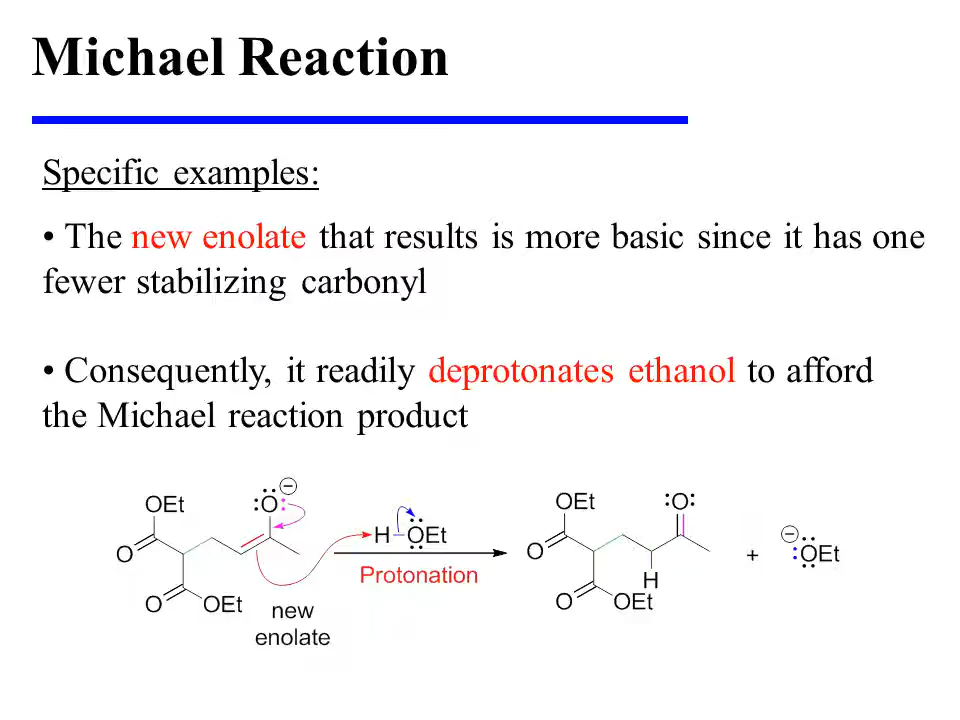 Michael Reaction
Specific examples:
• The new enolate that results is more basic since it has one
fewer stabilizing carbonyl
• Consequently, it readily deprotonates ethanol to afford
the Michael reaction product
OEt
O
O
O
OEt
new
enolate
H
OEt
Protonation
OEt
O
O
O
H
OEt
+
OEt